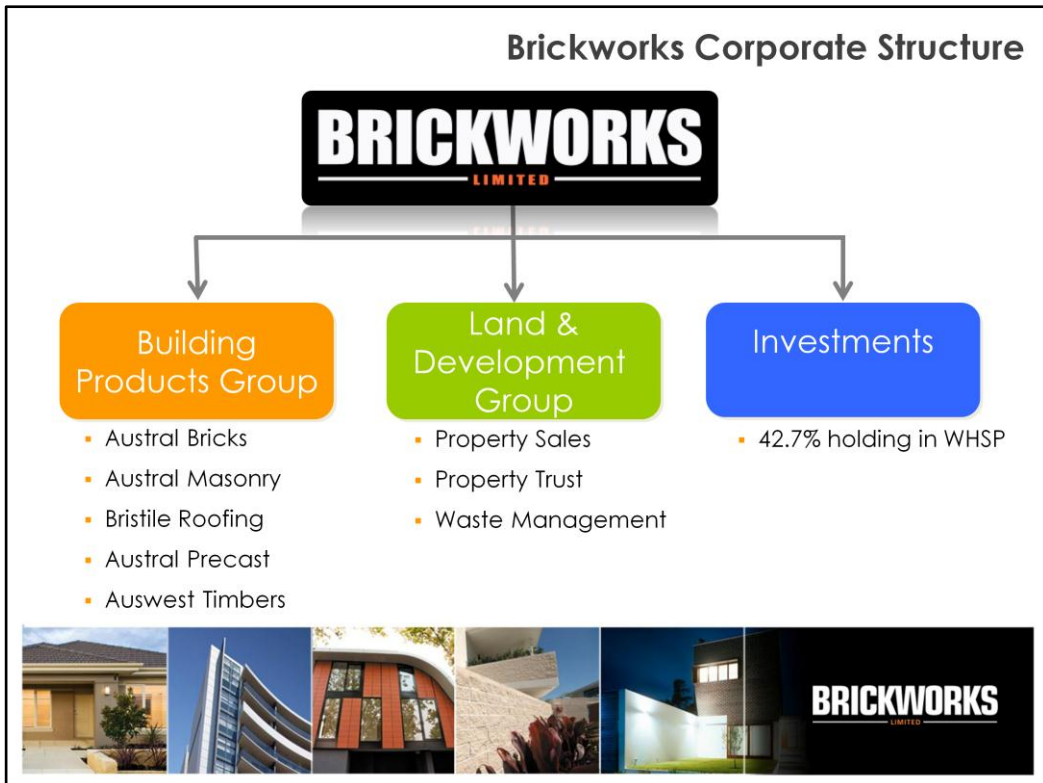 Brickworks Corporate Structure
BRICKWORKS
LIMITED
Building
Products Group
▪ Austral Bricks
▪ Austral Masonry
▪ Bristile Roofing
▪ Austral Precast
▪ Auswest Timbers
Land &
Development
Group
▪ Property Sales
▪ Property Trust
▪ Waste Management
Investments
▪ 42.7% holding in WHSP
BRICKWORKS
LIMITED